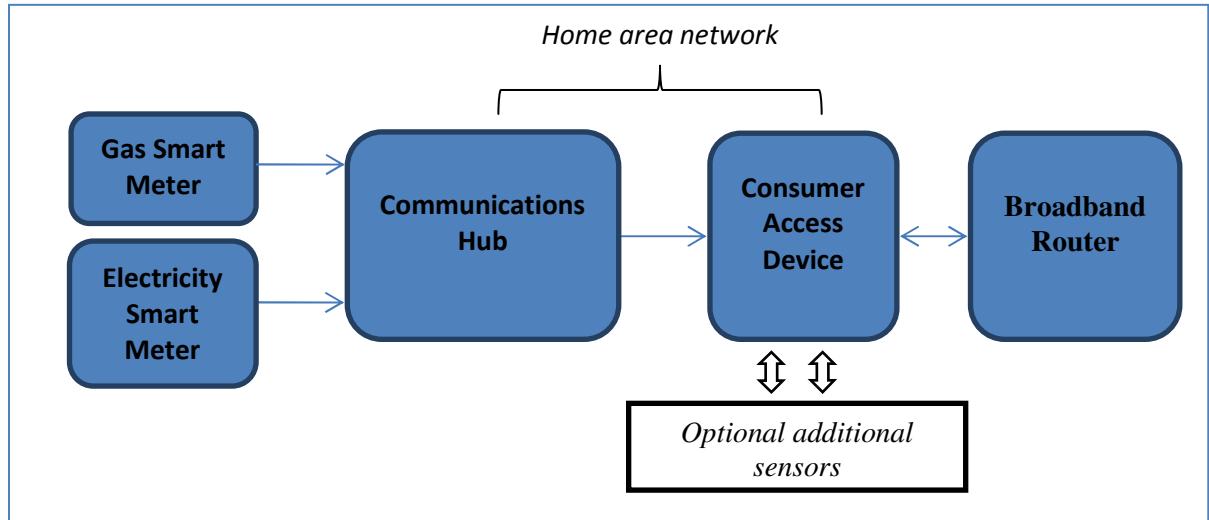 Home area network
Gas Smart
Meter
Electricity
Smart
Meter
Communications
Hub
Consumer
Access
Device
Broadband
Router
Optional additional
sensors